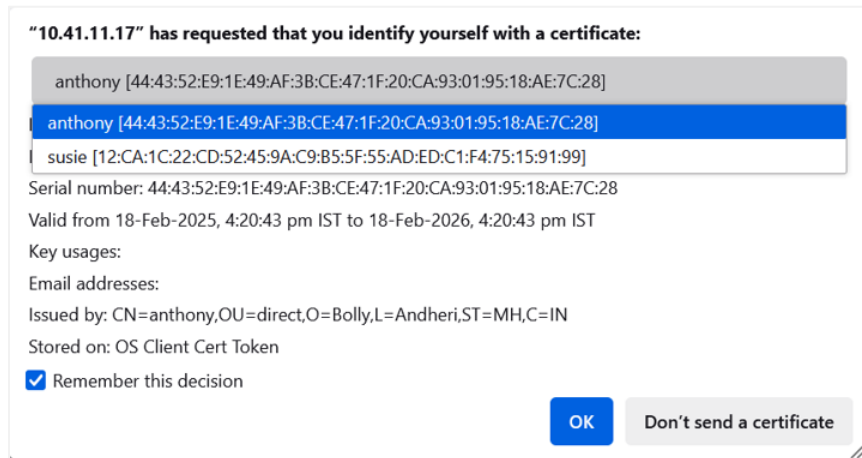 “10.41.11.17” has requested that you identify yourself with a certificate:
anthony [44:43:52:E9:1E:49:AF:3B:CE:47:1F:20:CA:93:01:95:18:AE:7C:28]
anthony [44:43:52:E9:1E:49:AF:3B:CE:47:1F:20:CA:93:01:95:18:AE:7C:28]
susie [12:CA:1C:22:CD:52:45:9A:C9:B5:5F:55:AD:ED:C1:F4:75:15:91:99]
Serial number: 44:43:52:E9:1E:49:AF:3B:CE:47:1F:20:CA:93:01:95:18:AE:7C:28
Valid from 18-Feb-2025, 4:20:43 pm IST to 18-Feb-2026, 4:20:43 pm IST
Key usages:
Email addresses:
Issued by: CN=anthony,OU=direct,O=Bolly,L=Andheri,ST=MH,C=IN
Stored on: OS Client Cert Token
Remember this decision
OK
Don’t send a certificate